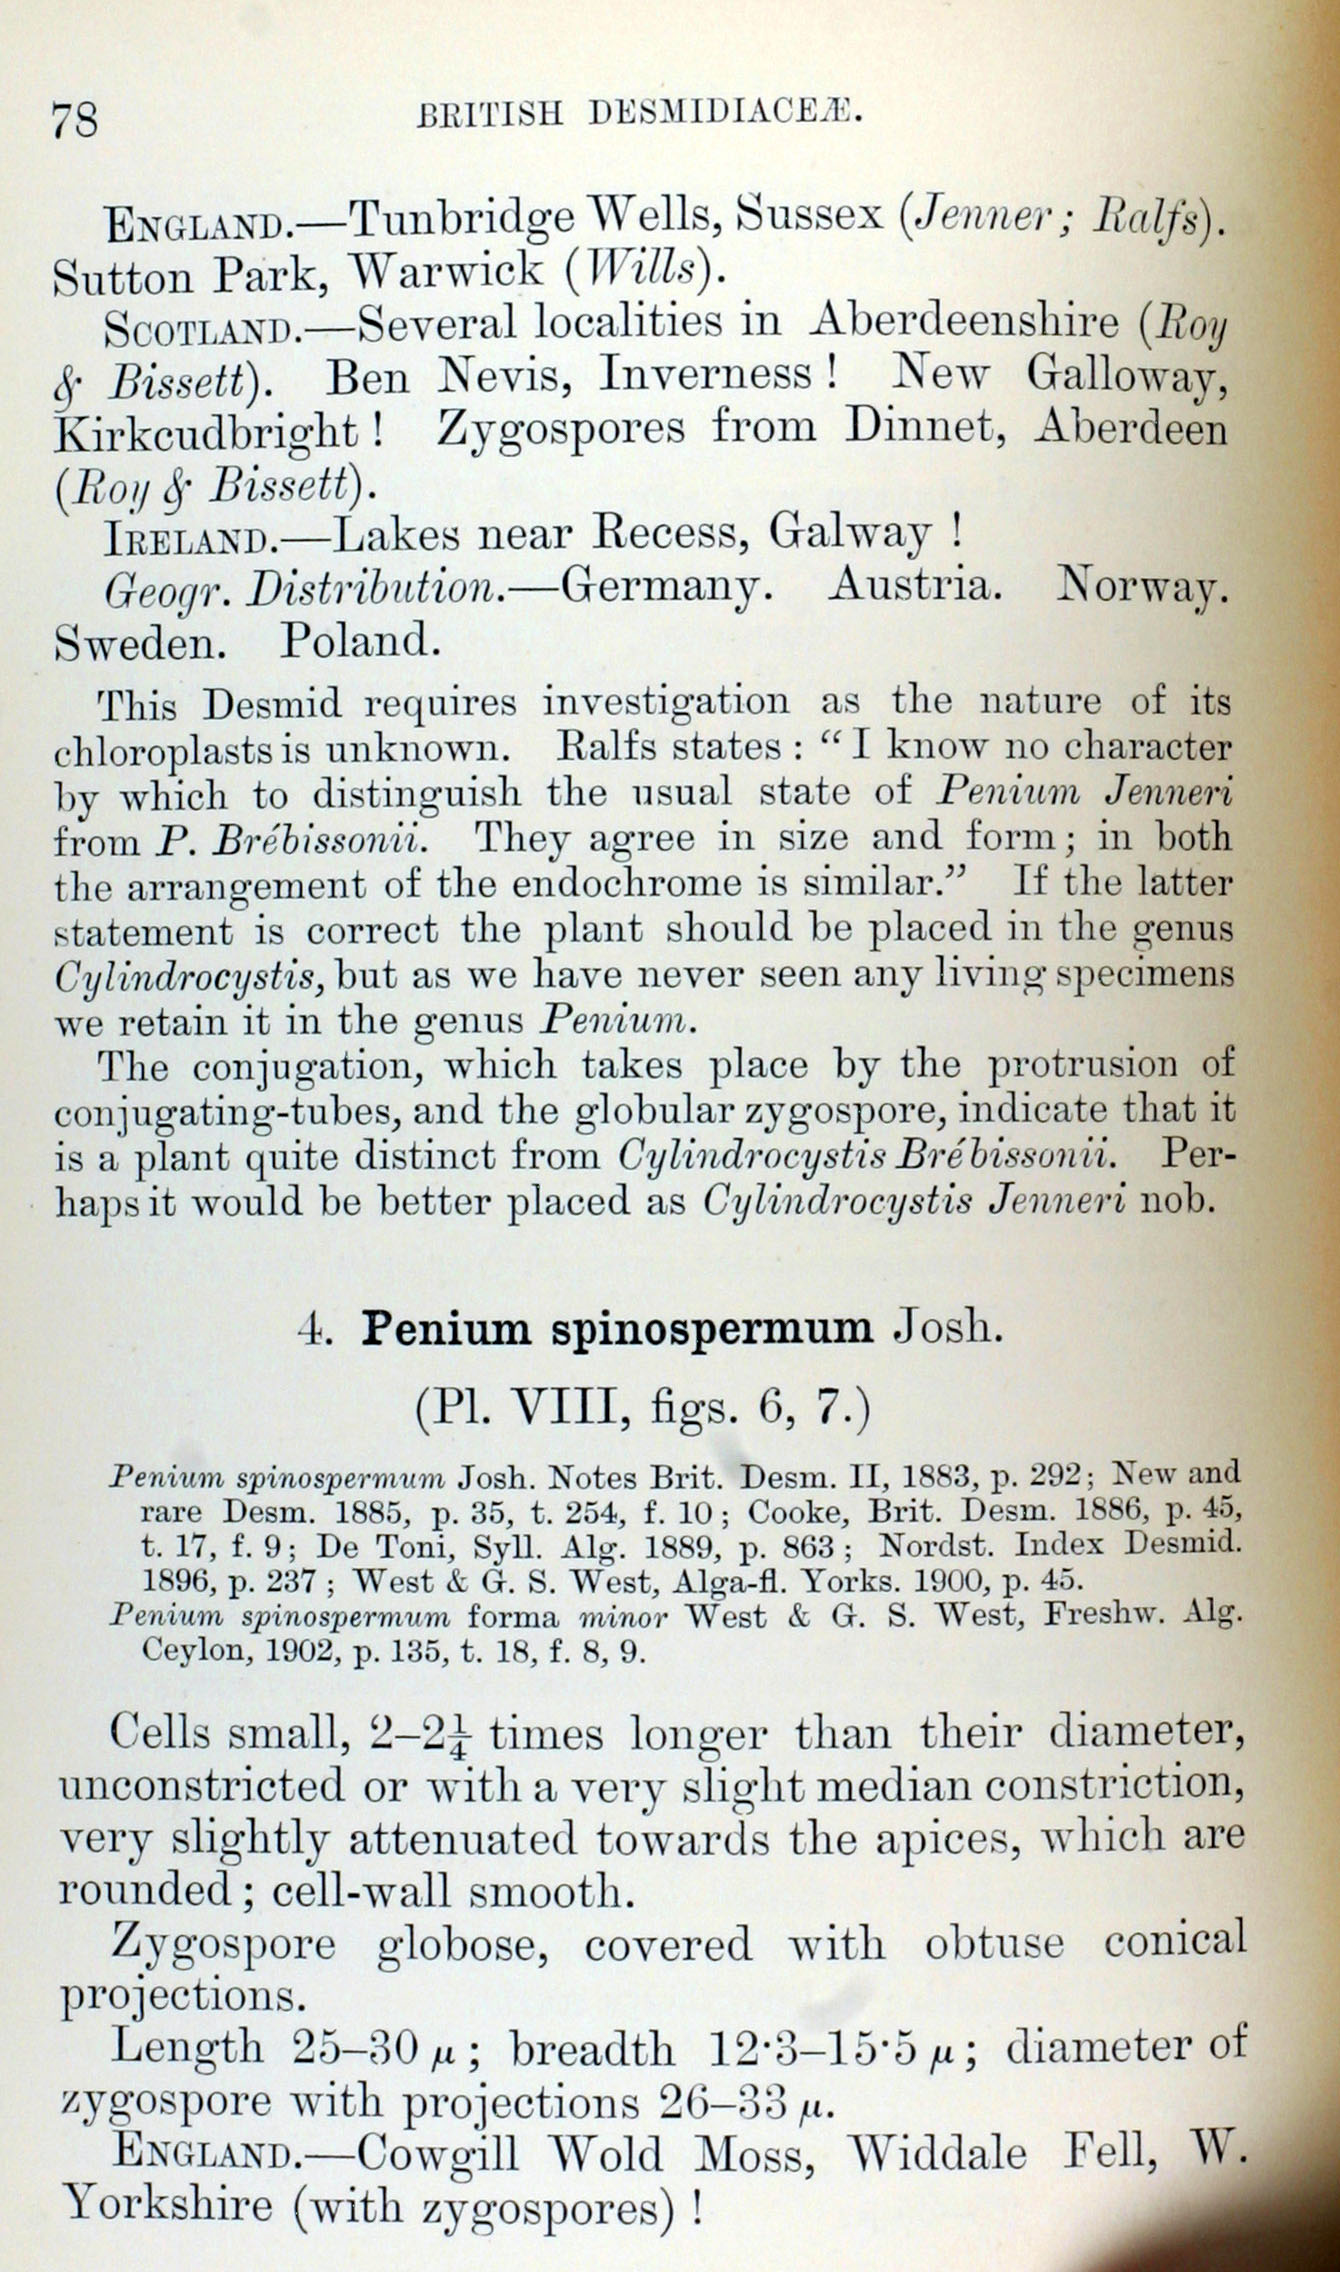 78
BRITISH DESMIDIACEÆ.
ENGLAND.—Tunbridge Wells, Sussex (Jenner; Ralfs).
Sutton Park, Warwick (Wills).
SCOTLAND.—Several localities in Aberdeenshire (Roy
& Bissett). Ben Nevis, Inverness! New Galloway,
Kirkcudbright! Zygospores from Dinnet, Aberdeen
(Roy & Bissett).
IRELAND.—Lakes near Recess, Galway!
Geogr. Distribution.—Germany. Austria. Norway.
Sweden. Poland.
This Desmid requires investigation as the nature of its
chloroplasts is unknown. Ralfs states: “I know no character
by which to distinguish the usual state of Penium Jenneri
from P. Brébissonii. They agree in size and form; in both
the arrangement of the endochrome is similar.” If the latter
statement is correct the plant should be placed in the genus
Cylindrocystis, but as we have never seen any living specimens
we retain it in the genus Penium.
The conjugation, which takes place by the protrusion of
conjugating-tubes, and the globular zygospore, indicate that it
is a plant quite distinct from Cylindrocystis Brébissonii. Per-
haps it would be better placed as Cylindrocystis Jenneri nob.
4. Penium spinospermum Josh.
(Pl. VIII, figs. 6, 7.)
Penium spinospermum Josh. Notes Brit. Desm. II, 1883, p. 292; New and
rare Desm. 1885, p. 35, t. 254, f. 10; Cooke, Brit. Desm. 1886, p. 45,
t. 17, f. 9; De Toni, Syll. Alg. 1889, p. 863; Nordst. Index Desmid.
1896, p. 237; West & G. S. West, Alga-fl. Yorks. 1900, p. 45.
Penium spinospermum forma minor West & G. S. West, Freshw. Alg.
Ceylon, 1902, p. 135, t. 18, f. 8, 9.
Cells small, 2–2¼ times longer than their diameter,
unconstricted or with a very slight median constriction,
very slightly attenuated towards the apices, which are
rounded; cell-wall smooth.
Zygospore globose, covered with obtuse conical
projections.
Length 25–30 μ; breadth 12·3–15·5 μ; diameter of
zygospore with projections 26–33 μ.
ENGLAND.—Cowgill Wold Moss, Widdale Fell, W.
Yorkshire (with zygospores)!